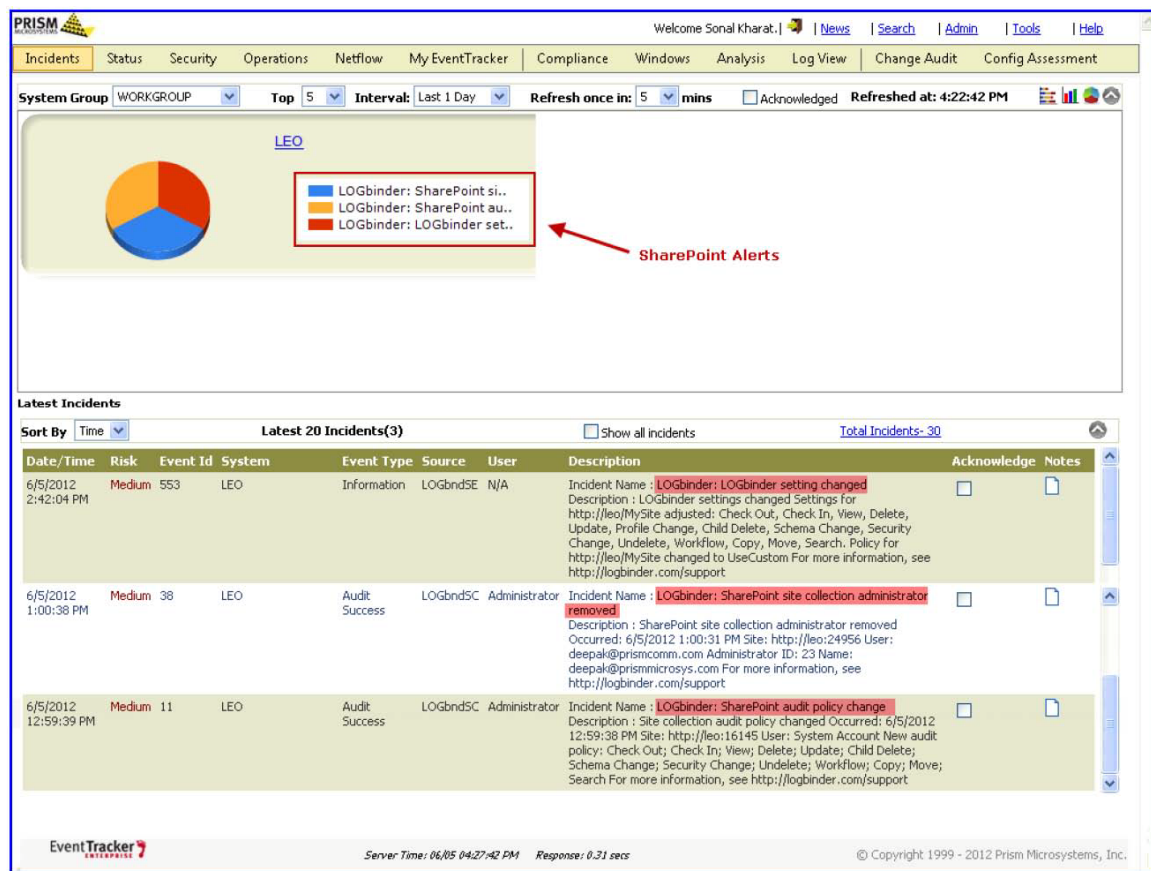 PRISM
MICROSYSTEMS
Welcome Sonal Kharat.| | News | Search | Admin | Tools | Help
Incidents Status Security Operations Netflow My EventTracker Compliance Windows Analysis Log View Change Audit Config Assessment
System Group WORKGROUP Top 5 Interval: Last 1 Day Refresh once in: 5 mins Acknowledged Refreshed at: 4:22:42 PM
LEO
LOGbinder: SharePoint si..
LOGbinder: SharePoint au..
LOGbinder: LOGbinder set..
SharePoint Alerts
Latest Incidents
Sort By Time Latest 20 Incidents(3) Show all incidents Total Incidents- 30
Date/Time Risk Event Id System Event Type Source User Description Acknowledge Notes
6/5/2012 Medium 553 LEO Information LOGbndSE N/A Incident Name : LOGbinder: LOGbinder setting changed
2:42:04 PM Description : LOGbinder settings changed Settings for
http://leo/MySite adjusted: Check Out, Check In, View, Delete,
Update, Profile Change, Child Delete, Schema Change, Security
Change, Undelete, Workflow, Copy, Move, Search. Policy for
http://leo/MySite changed to UseCustom For more information, see
http://logbinder.com/support
6/5/2012 Medium 38 LEO Audit LOGbndSC Administrator Incident Name : LOGbinder: SharePoint site collection administrator
1:00:38 PM Success removed
Description : SharePoint site collection administrator removed
Occurred: 6/5/2012 1:00:31 PM Site: http://leo:24956 User:
deepak@prismcomm.com Administrator ID: 23 Name:
deepak@prismmicrosys.com For more information, see
http://logbinder.com/support
6/5/2012 Medium 11 LEO Audit LOGbndSC Administrator Incident Name : LOGbinder: SharePoint audit policy change
12:59:39 PM Success Description : Site collection audit policy changed Occurred: 6/5/2012
12:59:38 PM Site: http://leo:16145 User: System Account New audit
policy: Check Out; Check In; View; Delete; Update; Child Delete;
Schema Change; Security Change; Undelete; Workflow; Copy; Move;
Search For more information, see http://logbinder.com/support
EventTracker
ENTERPRISE
Server Time: 06/05 04:27:42 PM Response: 0.31 secs
© Copyright 1999 - 2012 Prism Microsystems, Inc.